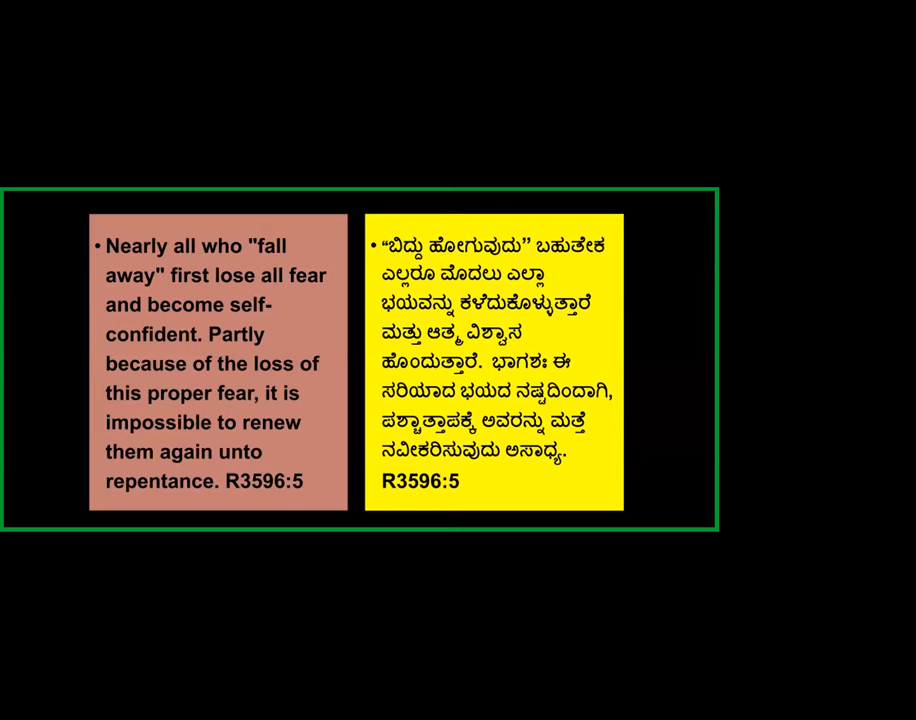 • Nearly all who "fall
away" first lose all fear
and become self-
confident. Partly
because of the loss of
this proper fear, it is
impossible to renew
them again unto
repentance. R3596:5
• “ಬಿದ್ದು ಹೋಗುವುದು” ಬಹುತೇಕ
ಎಲ್ಲರೂ ಮೊದಲು ಎಲ್ಲಾ
ಭಯವನ್ನು ಕಳೆದುಕೊಳ್ಳುತ್ತಾರೆ
ಮತ್ತು ಆತ್ಮ ವಿಶ್ವಾಸ
ಹೊಂದುತ್ತಾರೆ. ಭಾಗಶಃ ಈ
ಸರಿಯಾದ ಭಯದ ನಷ್ಟದಿಂದಾಗಿ,
ಪಶ್ಚಾತ್ತಾಪಕ್ಕೆ ಅವರನ್ನು ಮತ್ತೆ
ನವೀಕರಿಸುವುದು ಅಸಾಧ್ಯ.
R3596:5